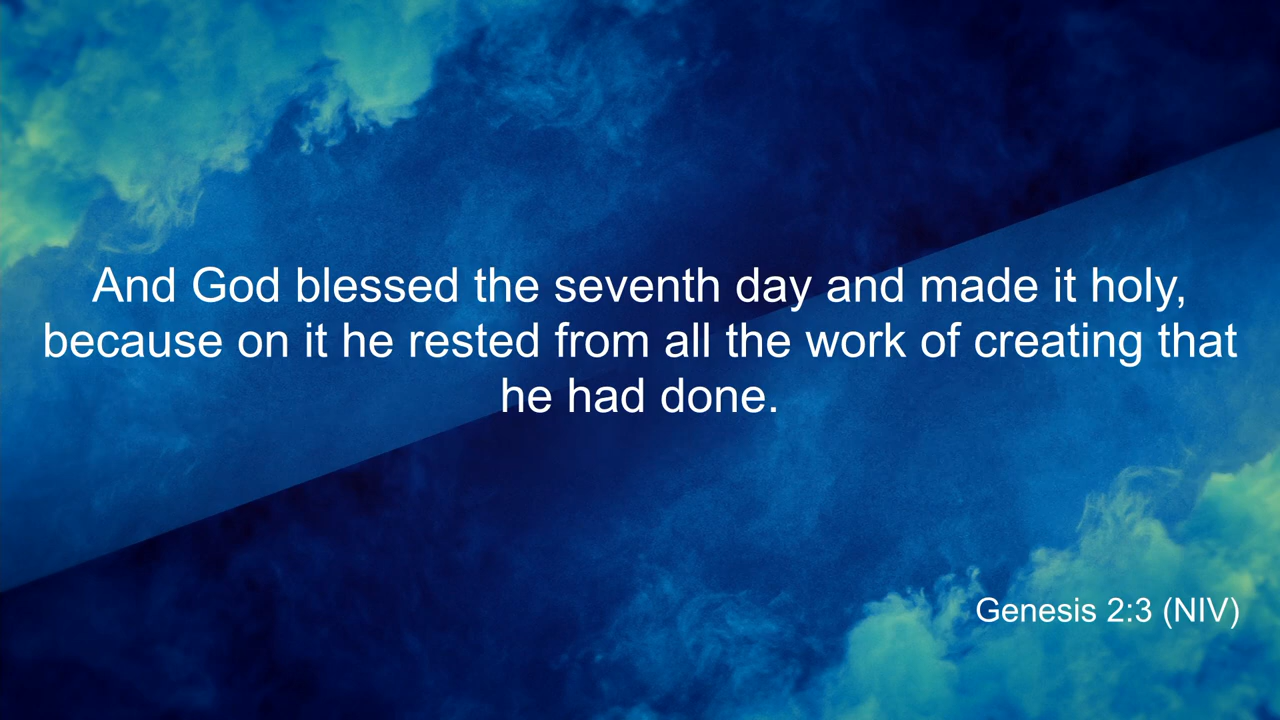 And God blessed the seventh day and made it holy,
because on it he rested from all the work of creating that
he had done.
Genesis 2:3 (NIV)